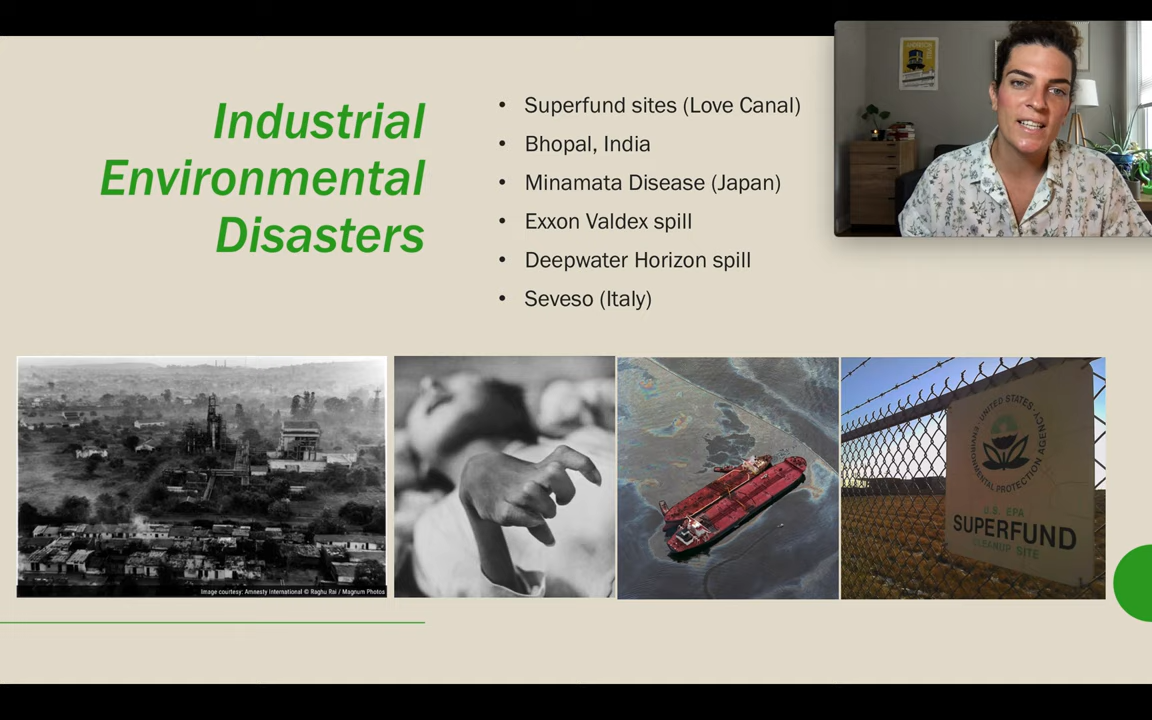 Industrial
Environmental
Disasters
• Superfund sites (Love Canal)
• Bhopal, India
• Minamata Disease (Japan)
• Exxon Valdex spill
• Deepwater Horizon spill
• Seveso (Italy)
Image courtesy: Amnesty International © Raghu Rai / Magnum Photos
UNITED STATES
ENVIRONMENTAL PROTECTION AGENCY
U.S. EPA
SUPERFUND
CLEANUP SITE